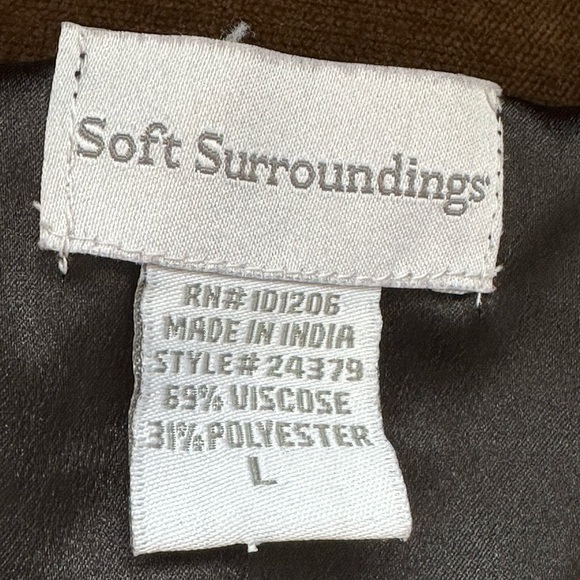 Soft Surroundings
RN# 101206
MADE IN INDIA
STYLE# 24379
69% VISCOSE
31% POLYESTER
L